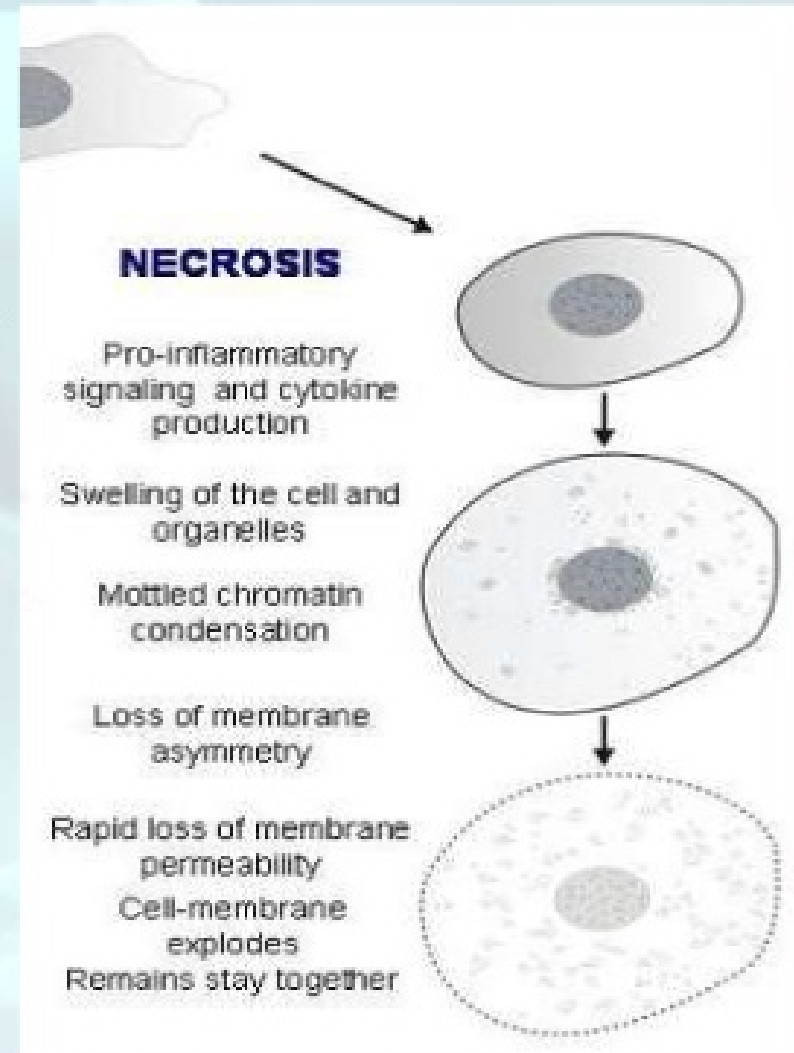 NECROSIS
Pro-inflammatory
signaling and cytokine
production
Swelling of the cell and
organelles
Mottled chromatin
condensation
Loss of membrane
asymmetry
Rapid loss of membrane
permeability
Cell-membrane
explodes
Remains stay together